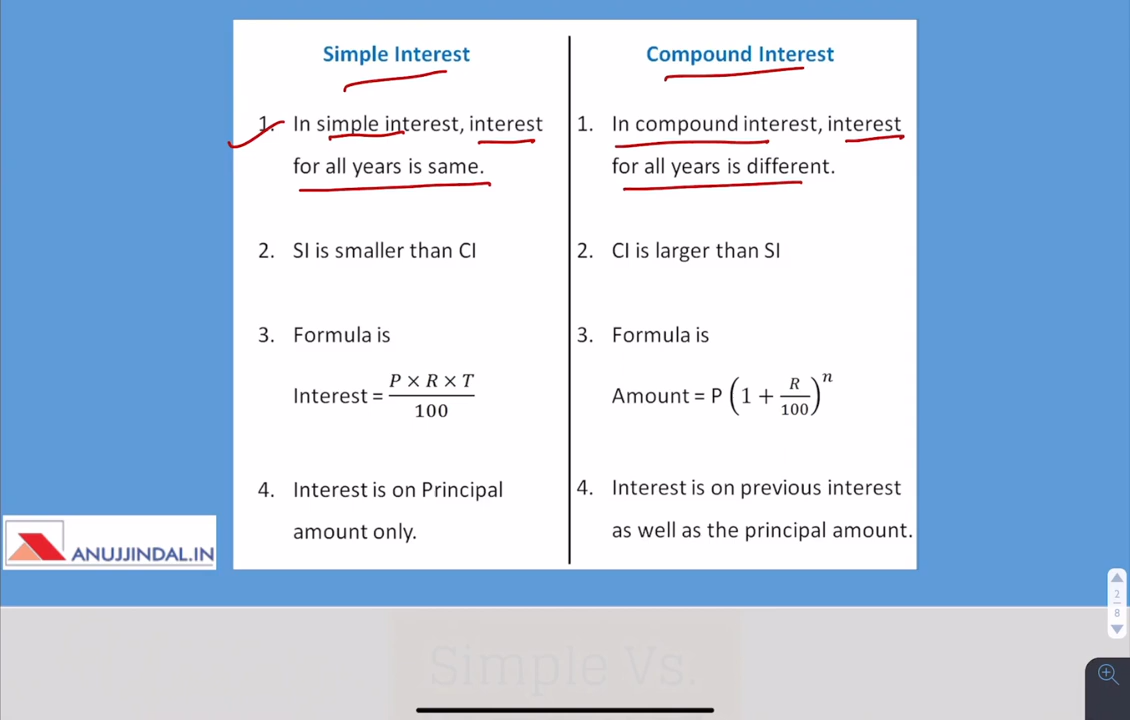 Simple Interest
1. In simple interest, interest
for all years is same.
2. SI is smaller than CI
3. Formula is
Interest = P × R × T / 100
4. Interest is on Principal
amount only.
Compound Interest
1. In compound interest, interest
for all years is different.
2. CI is larger than SI
3. Formula is
Amount = P (1 + R/100)^n
4. Interest is on previous interest
as well as the principal amount.
ANUJJINDAL.IN
2
8
Simple Vs.